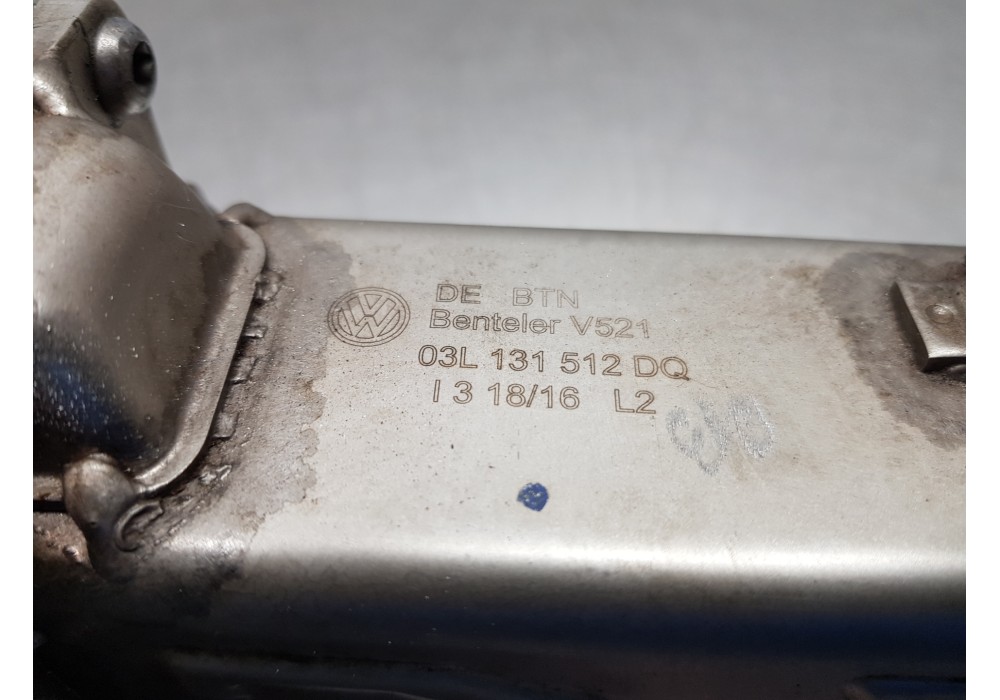 DE BTN
Benteler V521
03L 131 512 DQ
I 3 18/16 L2